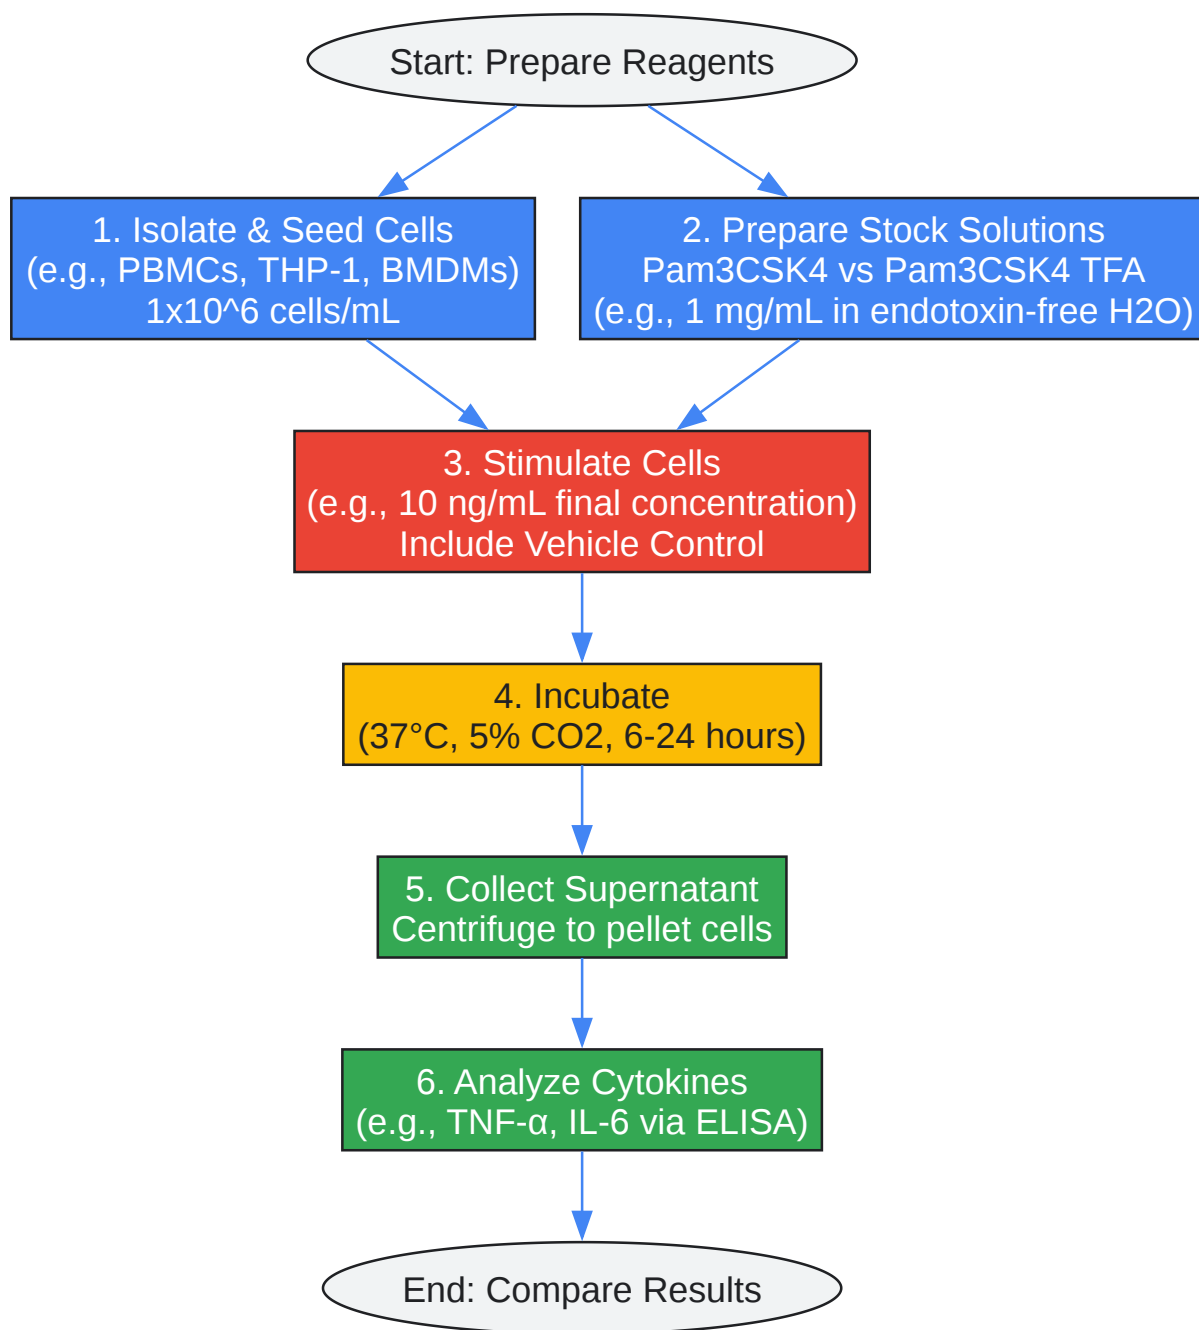 Start: Prepare Reagents
1. Isolate & Seed Cells
(e.g., PBMCs, THP-1, BMDMs)
1x10^6 cells/mL
2. Prepare Stock Solutions
Pam3CSK4 vs Pam3CSK4 TFA
(e.g., 1 mg/mL in endotoxin-free H2O)
3. Stimulate Cells
(e.g., 10 ng/mL final concentration)
Include Vehicle Control
4. Incubate
(37°C, 5% CO2, 6-24 hours)
5. Collect Supernatant
Centrifuge to pellet cells
6. Analyze Cytokines
(e.g., TNF-α, IL-6 via ELISA)
End: Compare Results